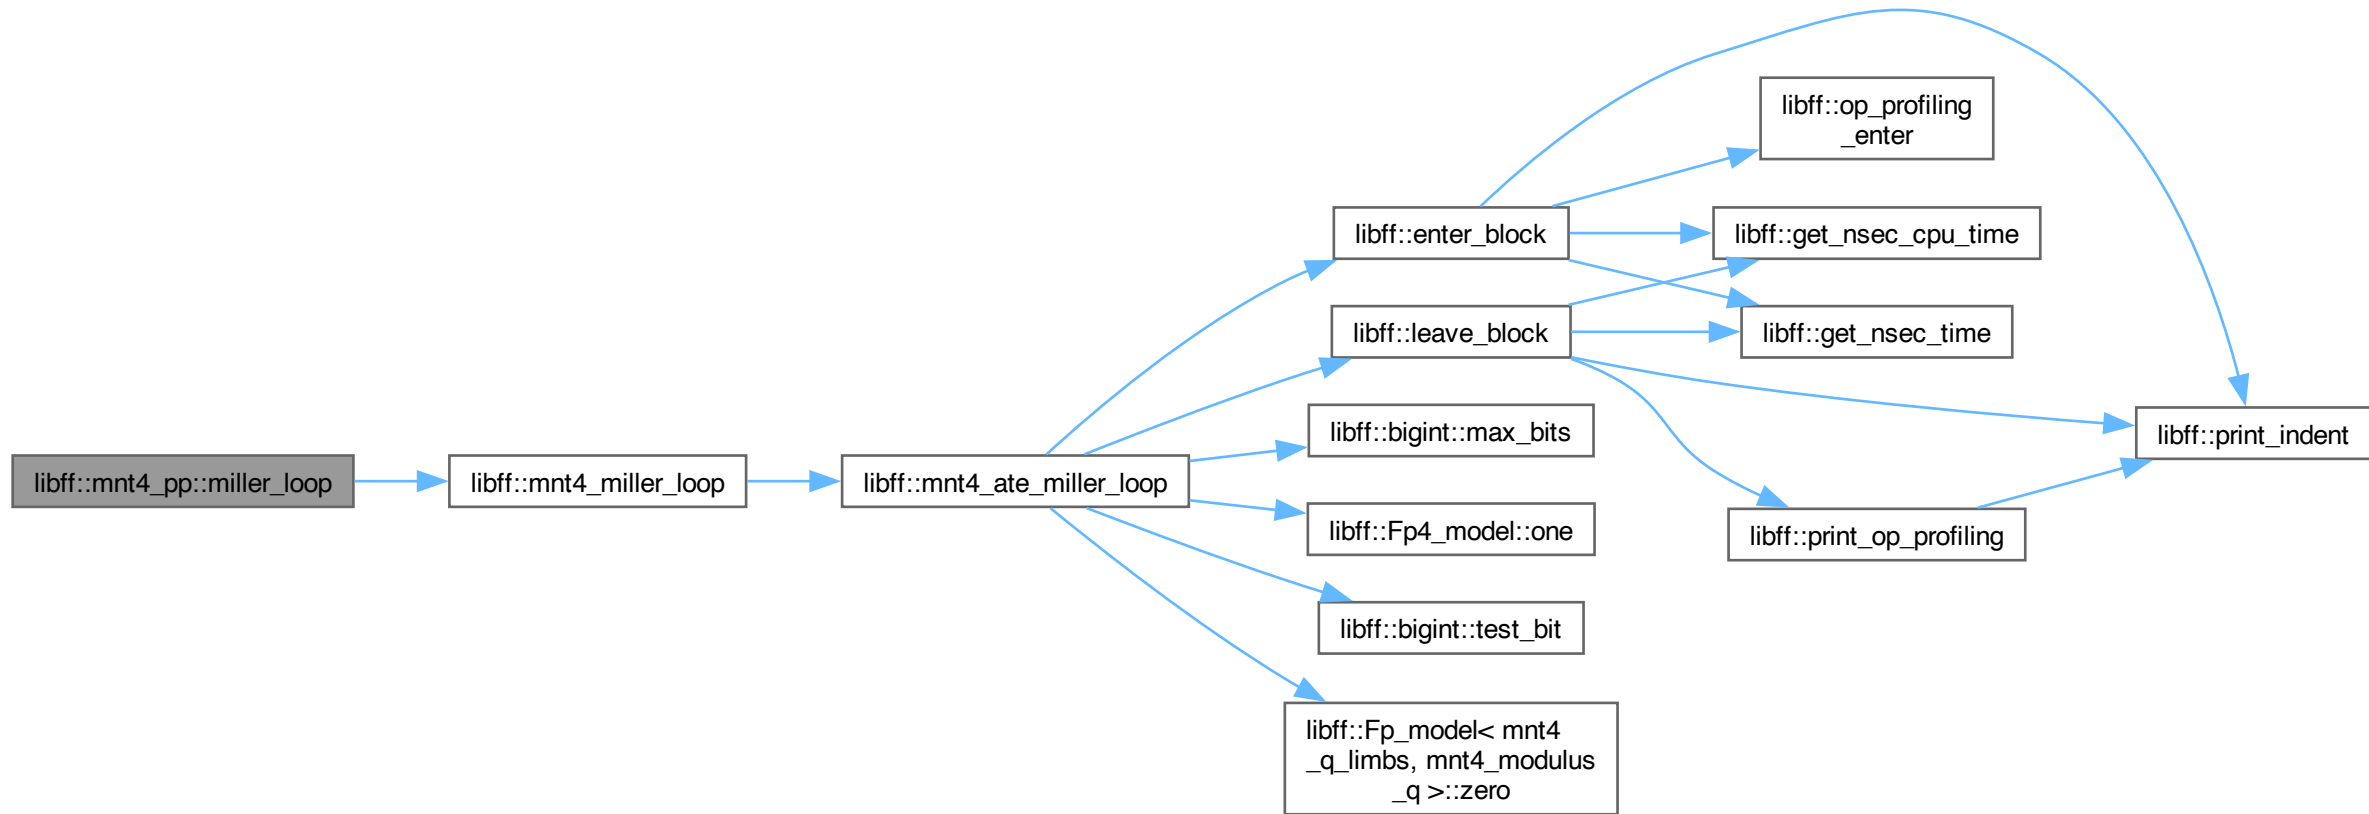 libff::mnt4_pp::miller_loop
libff::mnt4_miller_loop
libff::mnt4_ate_miller_loop
libff::enter_block
libff::leave_block
libff::bigint::max_bits
libff::Fp4_model::one
libff::bigint::test_bit
libff::Fp_model< mnt4
_q_limbs, mnt4_modulus
_q >::zero
libff::op_profiling
_enter
libff::get_nsec_cpu_time
libff::get_nsec_time
libff::print_op_profiling
libff::print_indent